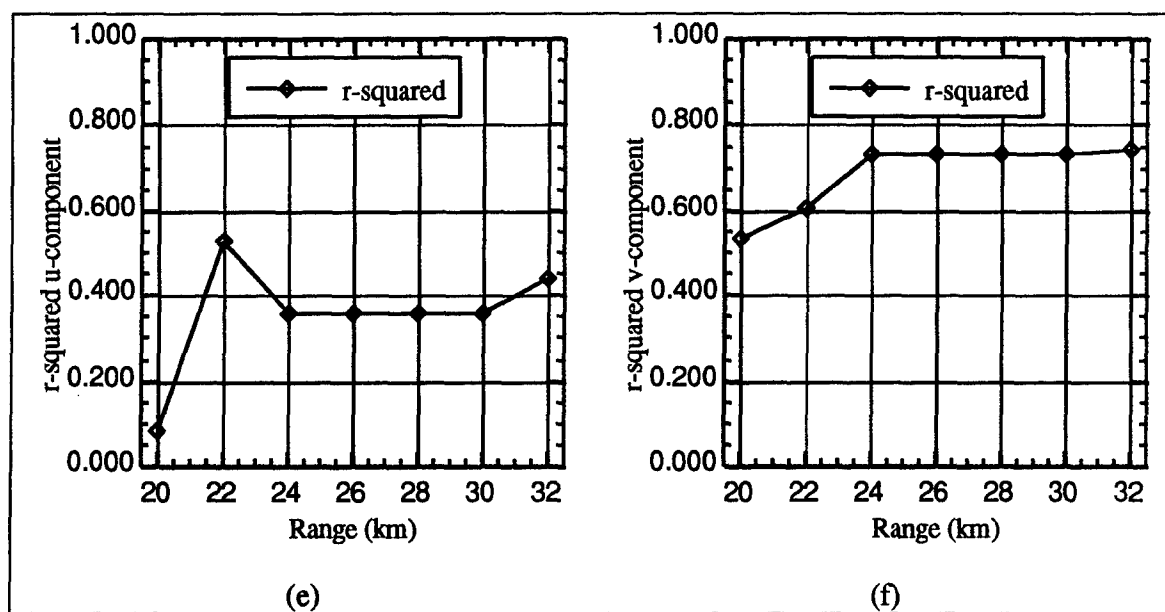 1.000
0.800
0.600
0.400
0.200
0.000
r-squared u-component
r-squared
20 22 24 26 28 30 32
Range (km)
(e)
1.000
0.800
0.600
0.400
0.200
0.000
r-squared v-component
r-squared
20 22 24 26 28 30 32
Range (km)
(f)